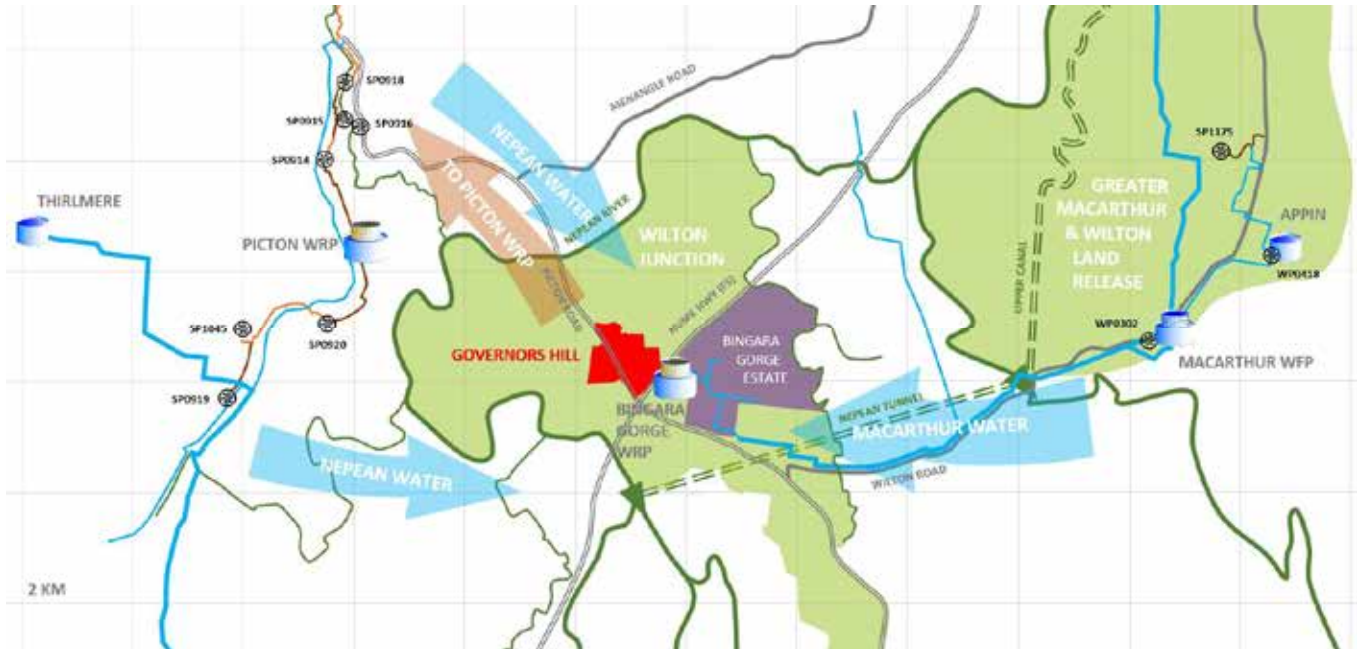 SP0918
SP0915
SP0916
SP0914
MENANGLE ROAD
NEPEAN
WATER
TO PICTON WRP
NEPEAN RIVER
THIRLMERE
PICTON WRP
WILTON
JUNCTION
SP1175
GREATER
MACARTHUR
& WILTON
LAND
RELEASE
APPIN
WP0418
UPPER CANAL
PICTON ROAD
HUME HWY (F5)
SP1045
SP0920
SP0919
GOVERNORS HILL
BINGARA
GORGE
ESTATE
WP0302
MACARTHUR WFP
BINGARA
GORGE
WRP
NEPEAN TUNNEL
MACARTHUR WATER
NEPEAN WATER
WILTON ROAD
2 KM